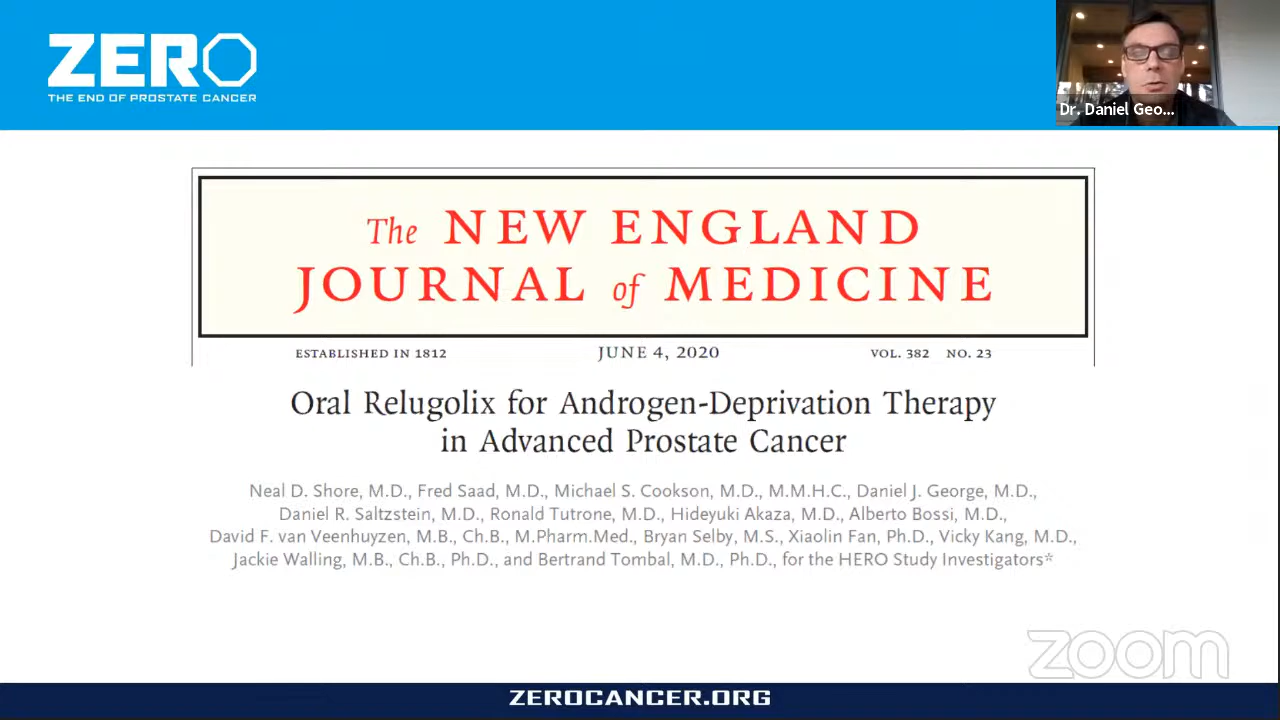 ZERO
THE END OF PROSTATE CANCER
Dr. Daniel Geo...
The NEW ENGLAND
JOURNAL of MEDICINE
ESTABLISHED IN 1812 JUNE 4, 2020 VOL. 382 NO. 23
Oral Relugolix for Androgen-Deprivation Therapy
in Advanced Prostate Cancer
Neal D. Shore, M.D., Fred Saad, M.D., Michael S. Cookson, M.D., M.M.H.C., Daniel J. George, M.D.,
Daniel R. Saltzstein, M.D., Ronald Tutrone, M.D., Hideyuki Akaza, M.D., Alberto Bossi, M.D.,
David F. van Veenhuyzen, M.B., Ch.B., M.Pharm.Med., Bryan Selby, M.S., Xiaolin Fan, Ph.D., Vicky Kang, M.D.,
Jackie Walling, M.B., Ch.B., Ph.D., and Bertrand Tombal, M.D., Ph.D., for the HERO Study Investigators*
zoom
ZEROCANCER.ORG